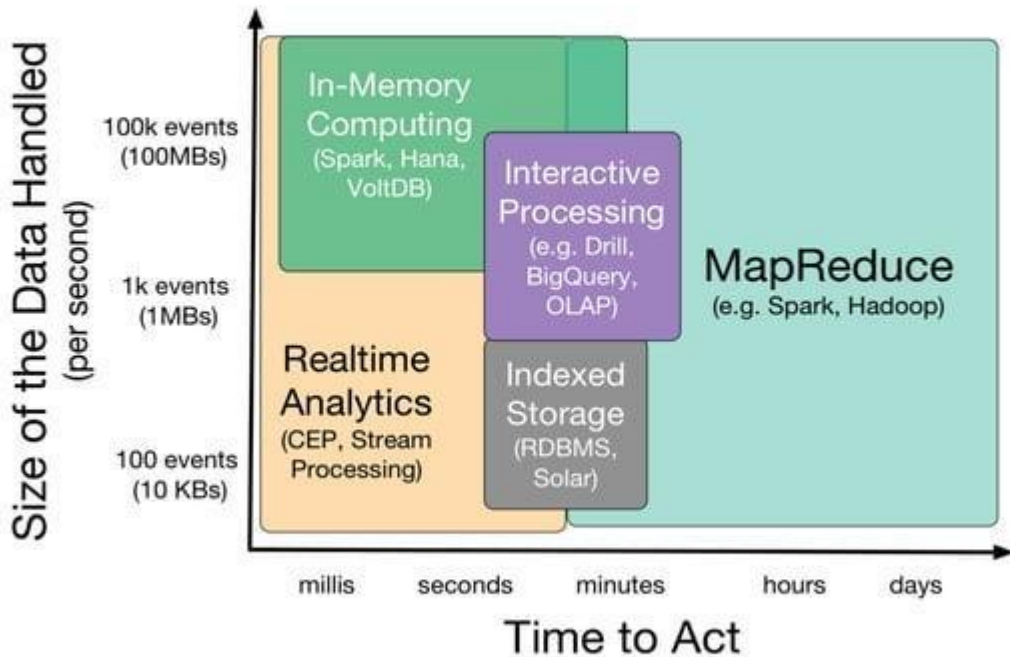 Size of the Data Handled
(per second)
100k events
(100MBs)
1k events
(1MBs)
100 events
(10 KBs)
In-Memory
Computing
(Spark, Hana,
VoltDB)
Interactive
Processing
(e.g. Drill,
BigQuery,
OLAP)
MapReduce
(e.g. Spark, Hadoop)
Realtime
Analytics
(CEP, Stream
Processing)
Indexed
Storage
(RDBMS,
Solar)
millis seconds minutes hours days
Time to Act